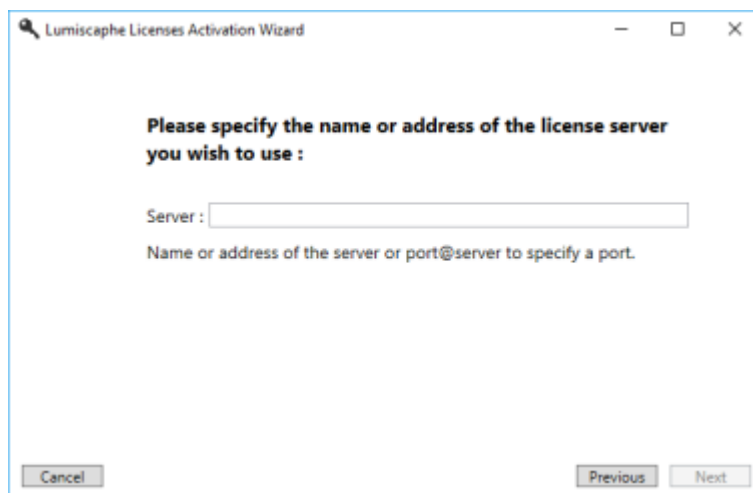 Lumiscaphe Licenses Activation Wizard
Please specify the name or address of the license server
you wish to use :
Server :
Name or address of the server or port@server to specify a port.
Cancel
Previous
Next